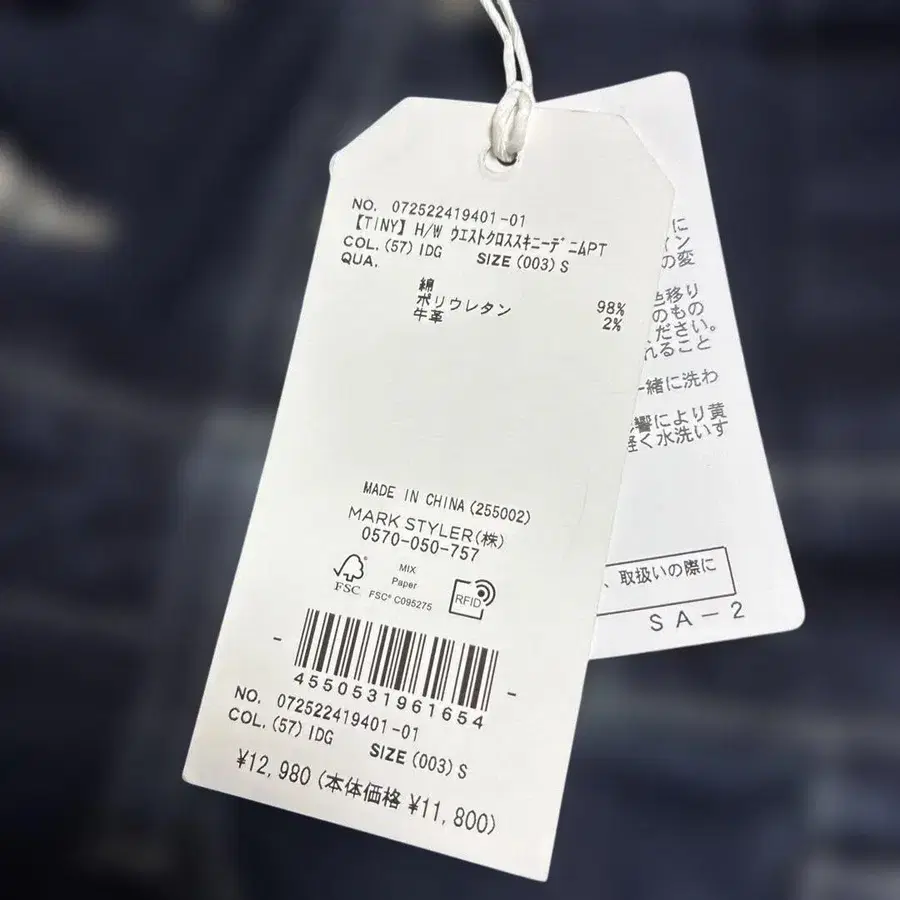 NO. 072522419401-01
【TINY】H/W ウエストクロススキニーデニムPT
COL. (57) IDG SIZE (003) S
QUA.
綿 98%
ポリウレタン 2%
牛革
MADE IN CHINA (255002)
MARK STYLER(株)
0570-050-757
FSC
MIX
Paper
FSC® C095275
RFID
4550531961654
NO. 072522419401-01
COL. (57) IDG SIZE (003) S
¥12,980 (本体価格 ¥11,800)
に
イン
の変
色移り
のもの
ください。
れること
一緒に洗わ
影響により黄
軽く水洗いす
、取扱いの際に
SA-2